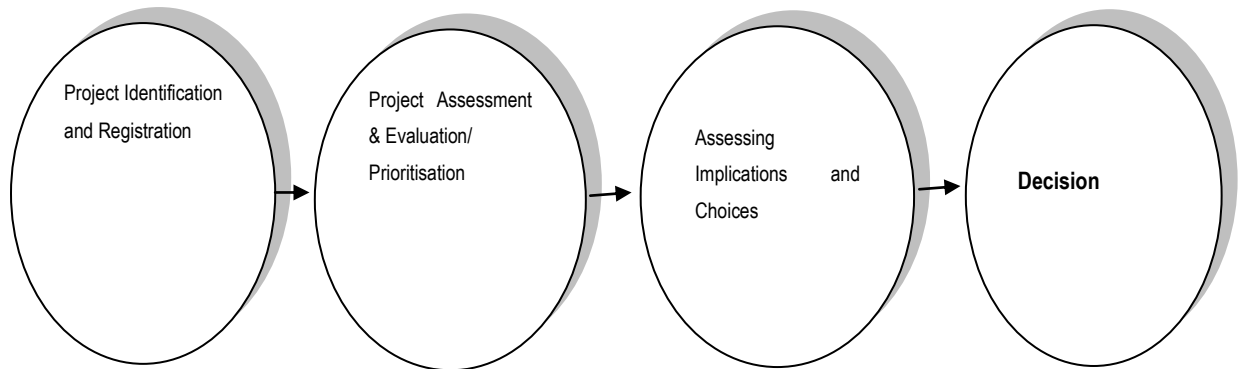 Project Identification
and Registration
Project Assessment
& Evaluation/
Prioritisation
Assessing
Implications and
Choices
Decision